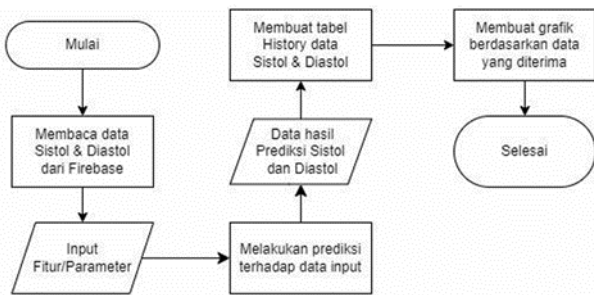 Mulai
Membaca data
Sistol & Diastol
dari Firebase
Input
Fitur/Parameter
Melakukan prediksi
terhadap data input
Data hasil
Prediksi Sistol
dan Diastol
Membuat tabel
History data
Sistol & Diastol
Membuat grafik
berdasarkan data
yang diterima
Selesai